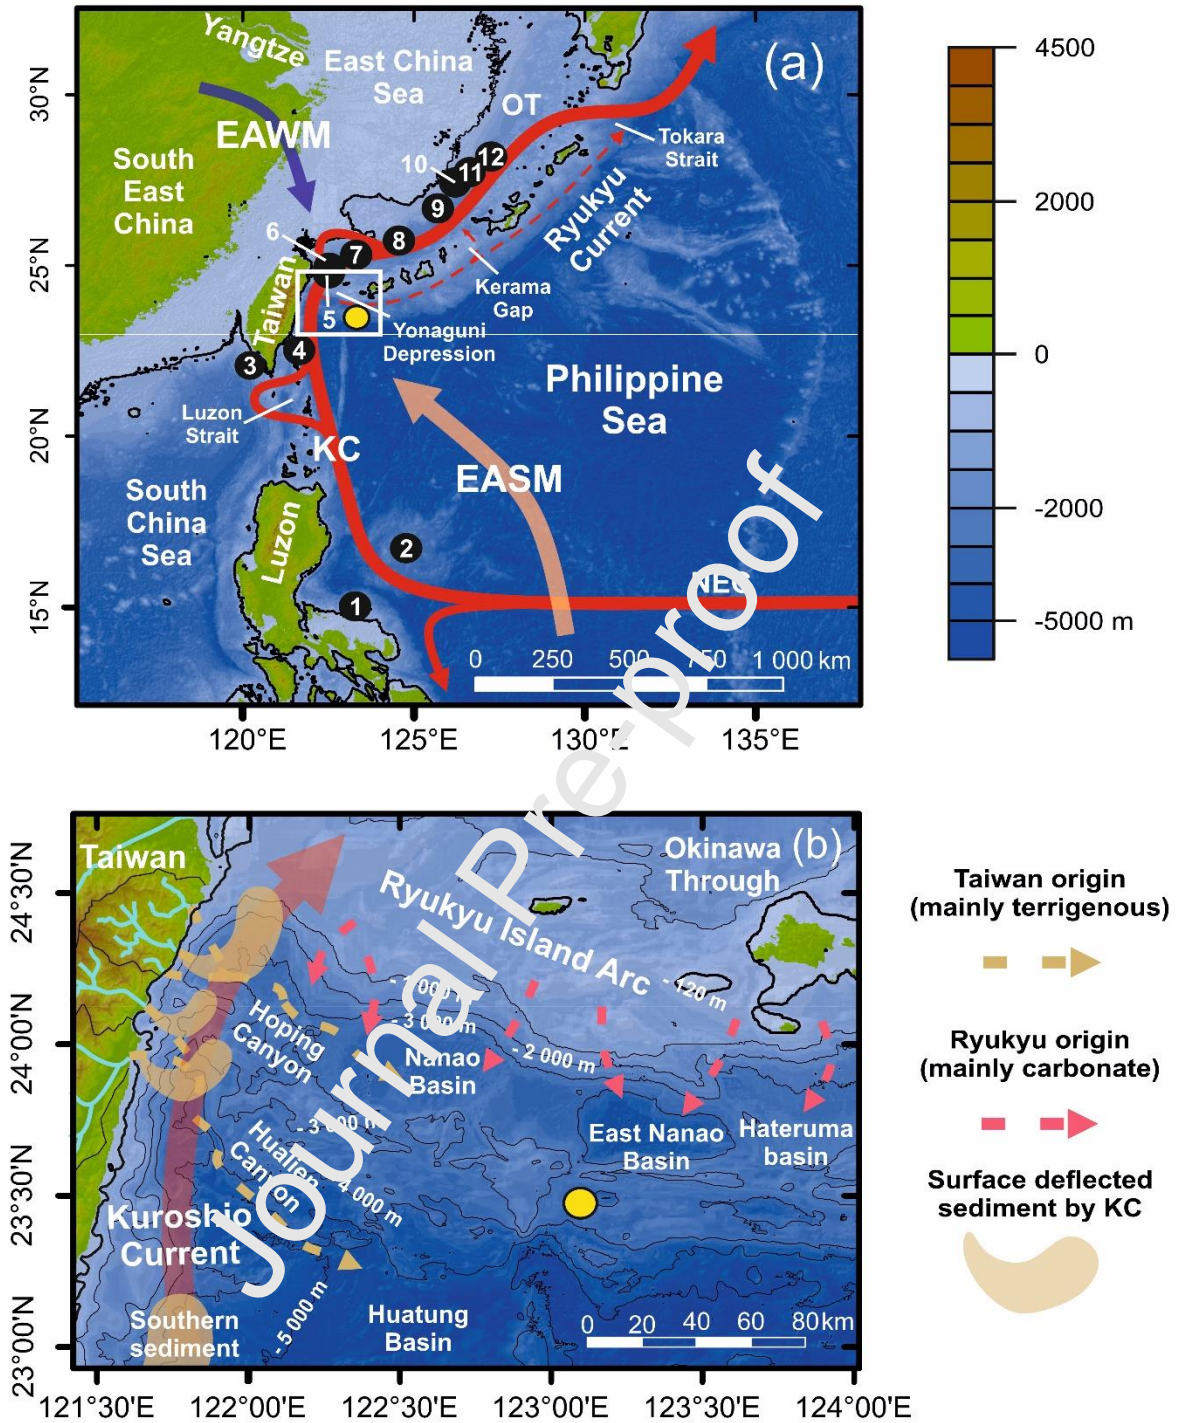 Yangtze
East China
Sea
(a)
30°N
OT
EAWM
Tokara
Strait
South
East
China
10
11
12
9
Ryukyu
Current
6
7
8
25°N
Kerama
Gap
Taiwan
5
Yonaguni
Depression
3
4
Philippine
Sea
Luzon
Strait
20°N
KC
EASM
South
China
Sea
Luzon
2
NEC
15°N
1
0
250
500
750
1 000 km
120°E
125°E
130°E
135°E
4500
2000
0
-2000
-5000 m
Taiwan
Okinawa
Through
(b)
24°30'N
Ryukyu Island Arc
- 120 m
- 1 000 m
- 3 000 m
- 2 000 m
Hoping
Canyon
24°00'N
Nanao
Basin
- 3 000 m
East Nanao
Basin
Hateruma
basin
Hualien
Canyon
- 4 000 m
23°30'N
Kuroshio
Current
- 5 000 m
Southern
sediment
Huatung
Basin
0
20
40
60
80km
23°00'N
121°30'E
122°00'E
122°30'E
123°00'E
123°30'E
124°00'E
Taiwan origin
(mainly terrigenous)
Ryukyu origin
(mainly carbonate)
Surface deflected
sediment by KC
Journal Pre-proof